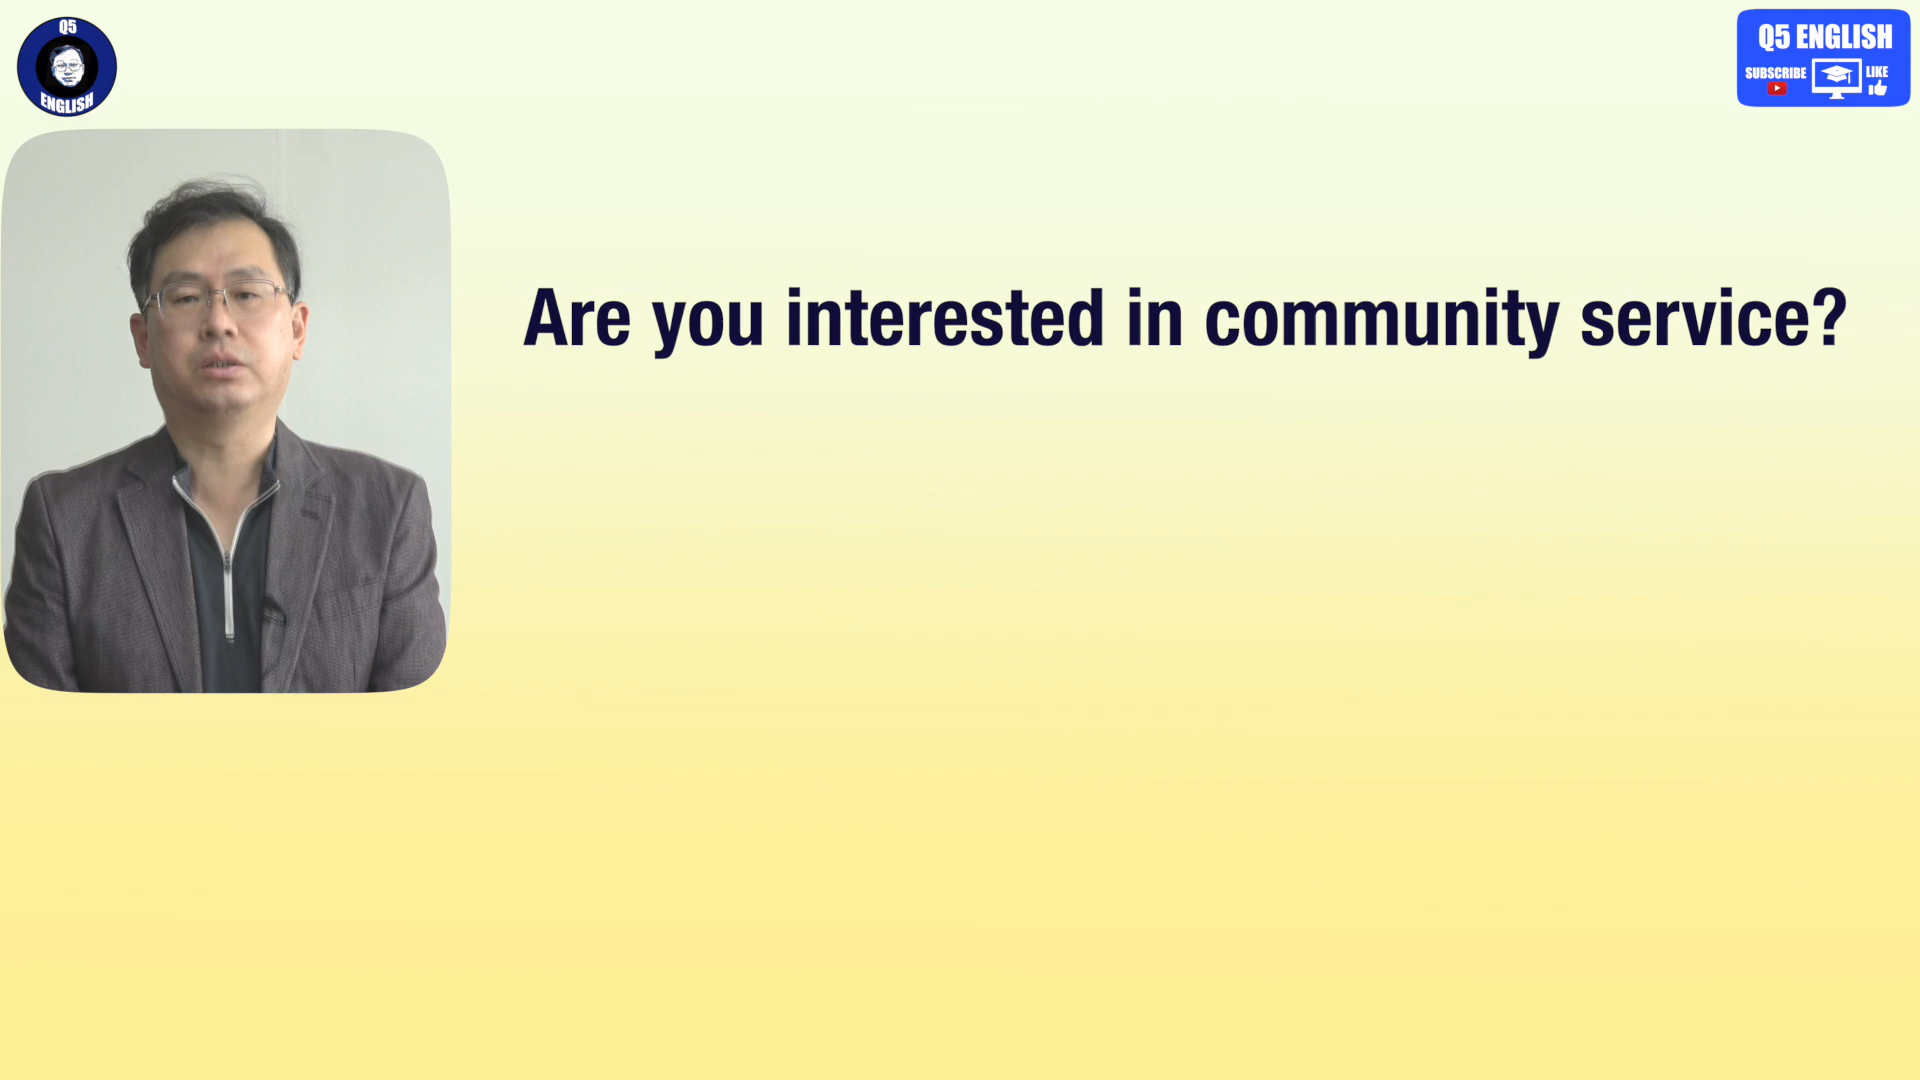 Q5
ENGLISH
Q5 ENGLISH
SUBSCRIBE
LIKE
Are you interested in community service?